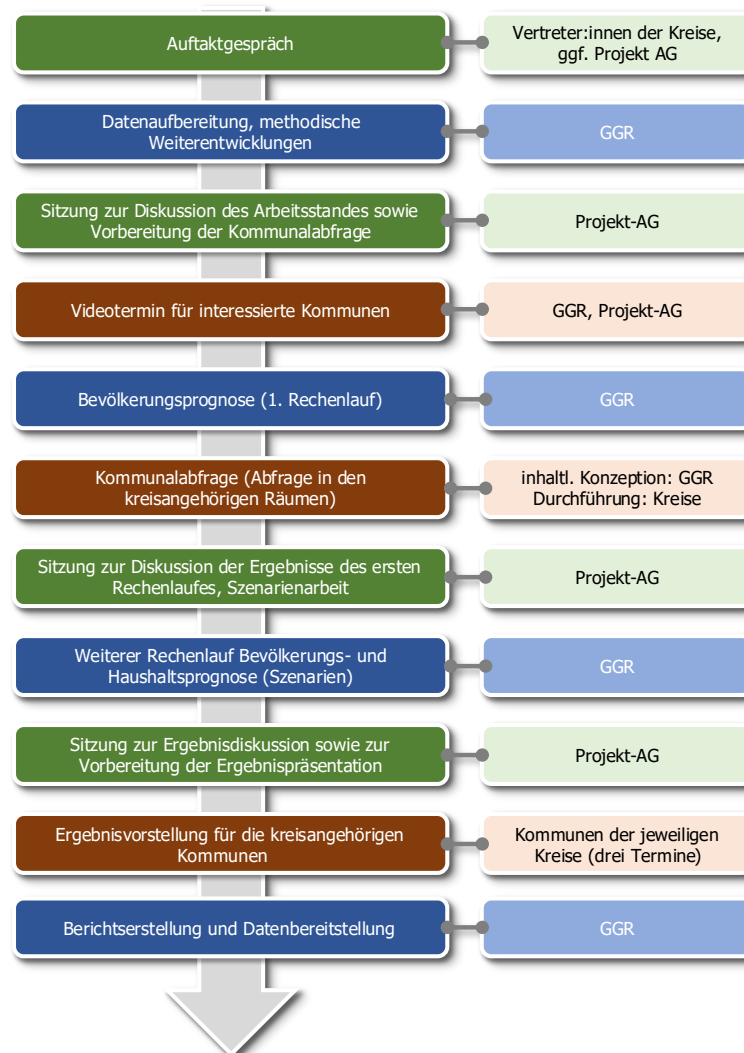 Auftaktgespräch
Vertreter:innen der Kreise,
ggf. Projekt AG
Datenaufbereitung, methodische
Weiterentwicklungen
GGR
Sitzung zur Diskussion des Arbeitsstandes sowie
Vorbereitung der Kommunalabfrage
Projekt-AG
Videotermin für interessierte Kommunen
GGR, Projekt-AG
Bevölkerungsprognose (1. Rechenlauf)
GGR
Kommunalabfrage (Abfrage in den
kreisangehörigen Räumen)
inhaltl. Konzeption: GGR
Durchführung: Kreise
Sitzung zur Diskussion der Ergebnisse des ersten
Rechenlaufes, Szenarienarbeit
Projekt-AG
Weiterer Rechenlauf Bevölkerungs- und
Haushaltsprognose (Szenarien)
GGR
Sitzung zur Ergebnisdiskussion sowie zur
Vorbereitung der Ergebnispräsentation
Projekt-AG
Ergebnisvorstellung für die kreisangehörigen
Kommunen
Kommunen der jeweiligen
Kreise (drei Termine)
Berichtserstellung und Datenbereitstellung
GGR